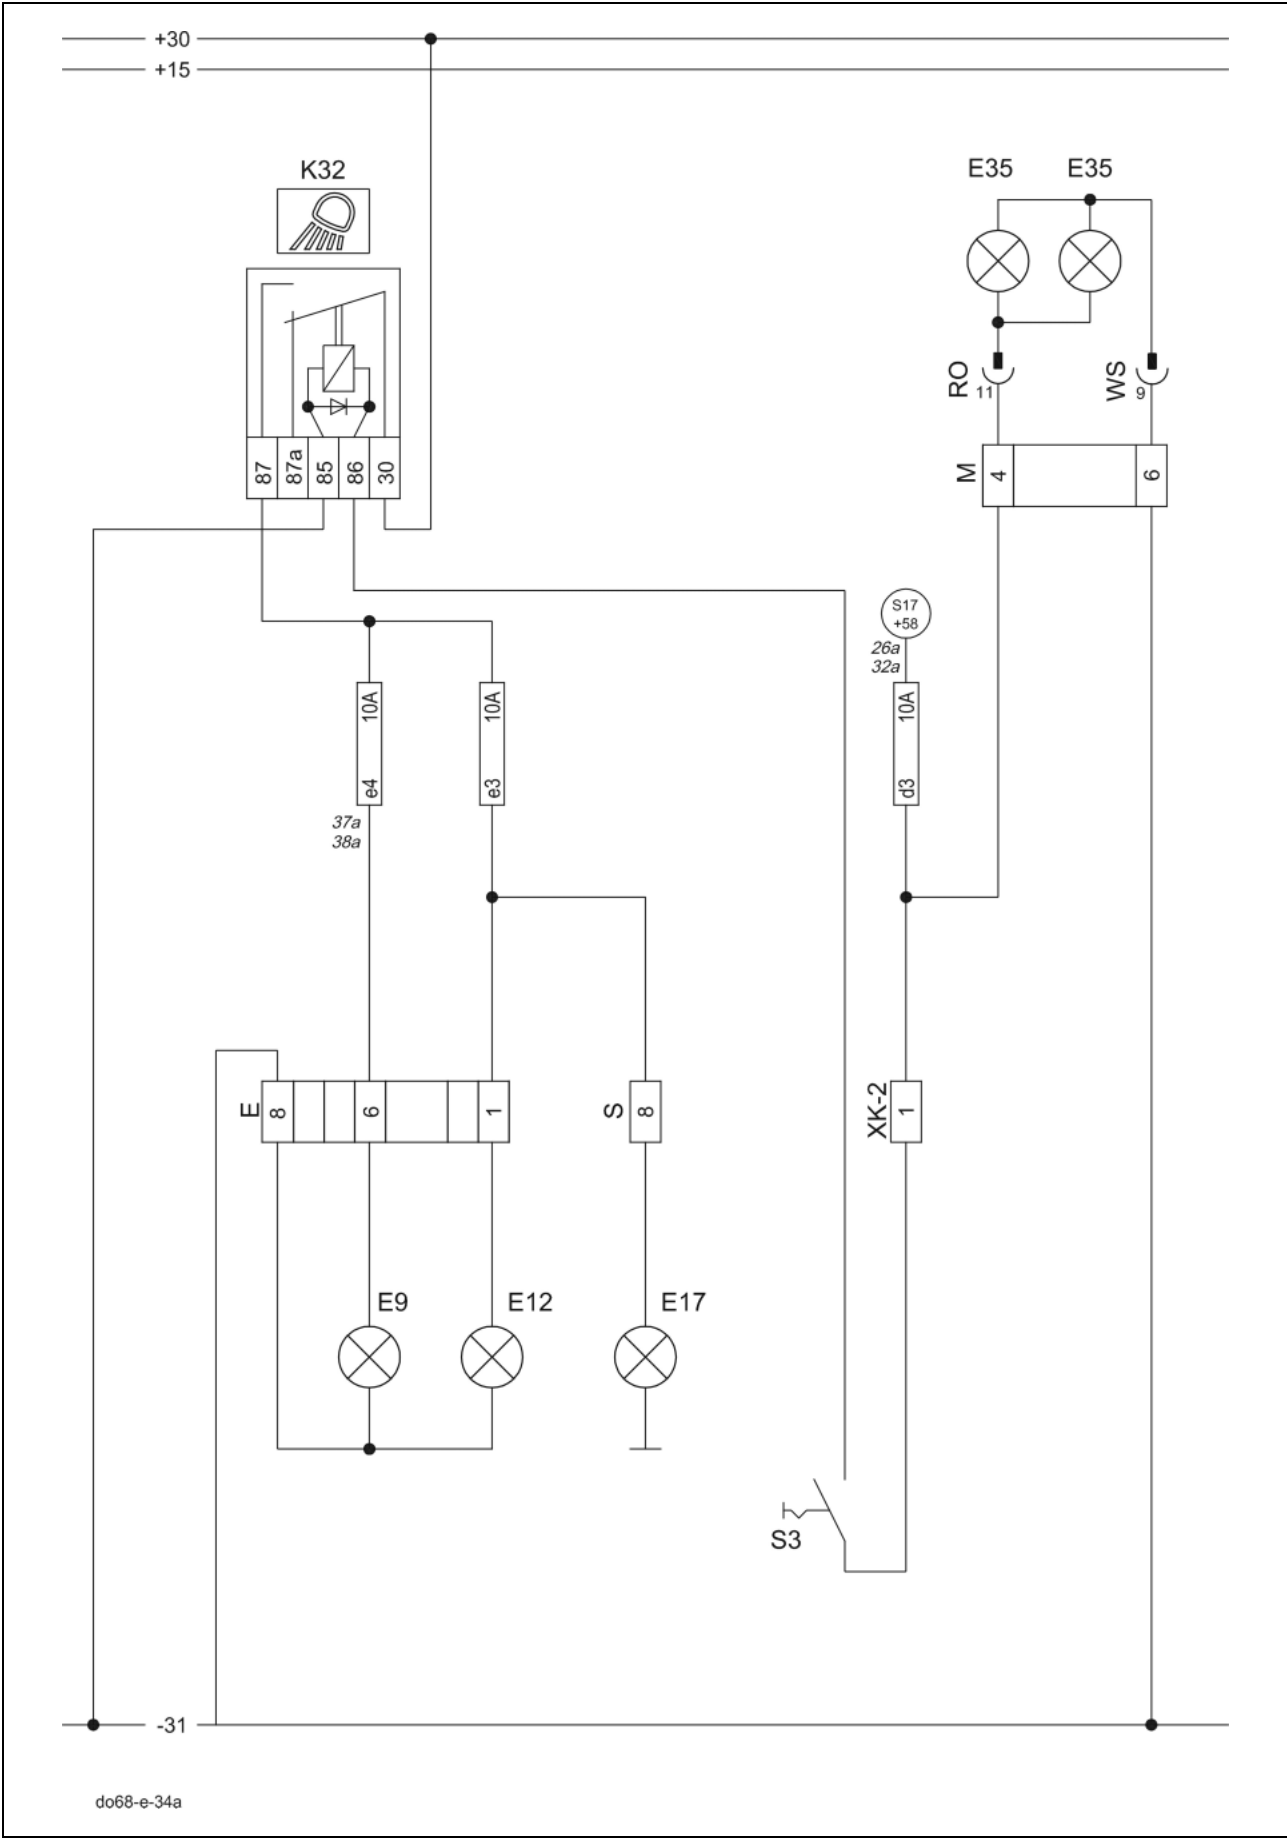 +30
+15
K32
E35 E35
RO
11
WS
9
87 87a 85 86 30
M 4 6
S17
+58
26a
32a
10A e4
10A e3
10A d3
37a
38a
E 8 6 1
S 8
XK-2 1
E9 E12 E17
S3
-31
do68-e-34a